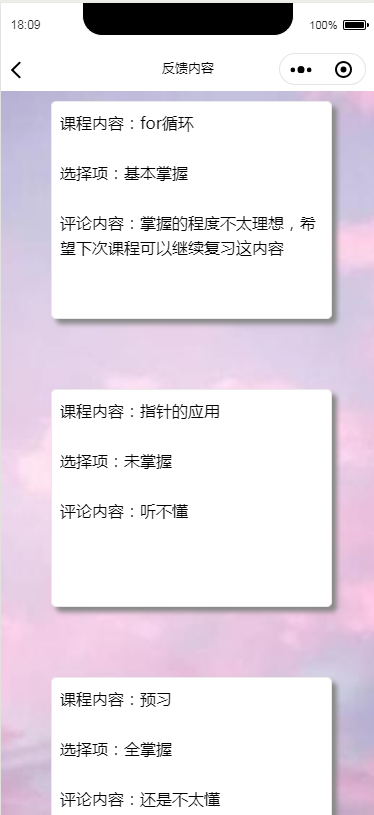 18:09
100%
反馈内容
课程内容：for循环
选择项：基本掌握
评论内容：掌握的程度不太理想，希
望下次课程可以继续复习这内容
课程内容：指针的应用
选择项：未掌握
评论内容：听不懂
课程内容：预习
选择项：全掌握
评论内容：还是不太懂